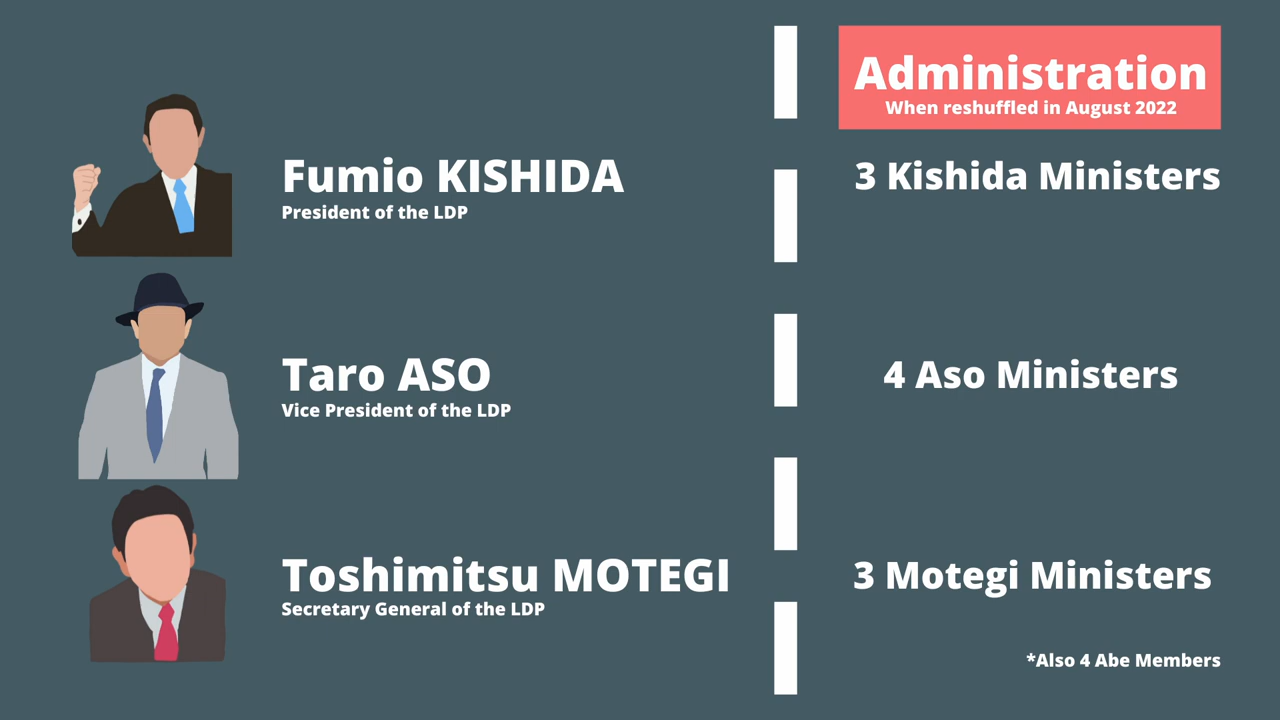 Administration
When reshuffled in August 2022
Fumio KISHIDA
President of the LDP
3 Kishida Ministers
Taro ASO
Vice President of the LDP
4 Aso Ministers
Toshimitsu MOTEGI
Secretary General of the LDP
3 Motegi Ministers
*Also 4 Abe Members